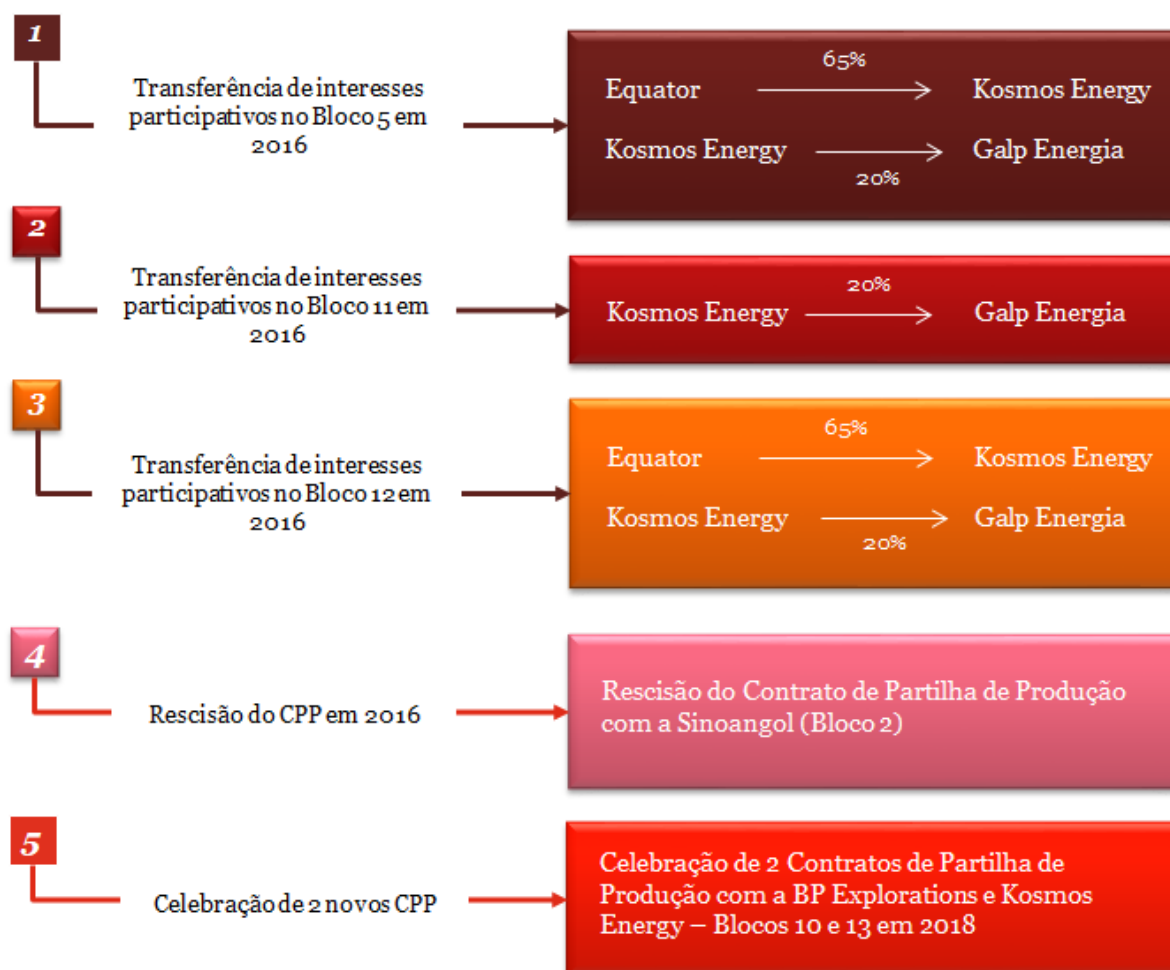 1
Transferência de interesses
participativos no Bloco 5 em
2016
65%
Equator Kosmos Energy
Kosmos Energy Galp Energia
20%
2
Transferência de interesses
participativos no Bloco 11 em
2016
20%
Kosmos Energy Galp Energia
3
Transferência de interesses
participativos no Bloco 12 em
2016
65%
Equator Kosmos Energy
Kosmos Energy Galp Energia
20%
4
Rescisão do CPP em 2016
Rescisão do Contrato de Partilha de Produção
com a Sinoangol (Bloco 2)
5
Celebração de 2 novos CPP
Celebração de 2 Contratos de Partilha de
Produção com a BP Explorations e Kosmos
Energy – Blocos 10 e 13 em 2018